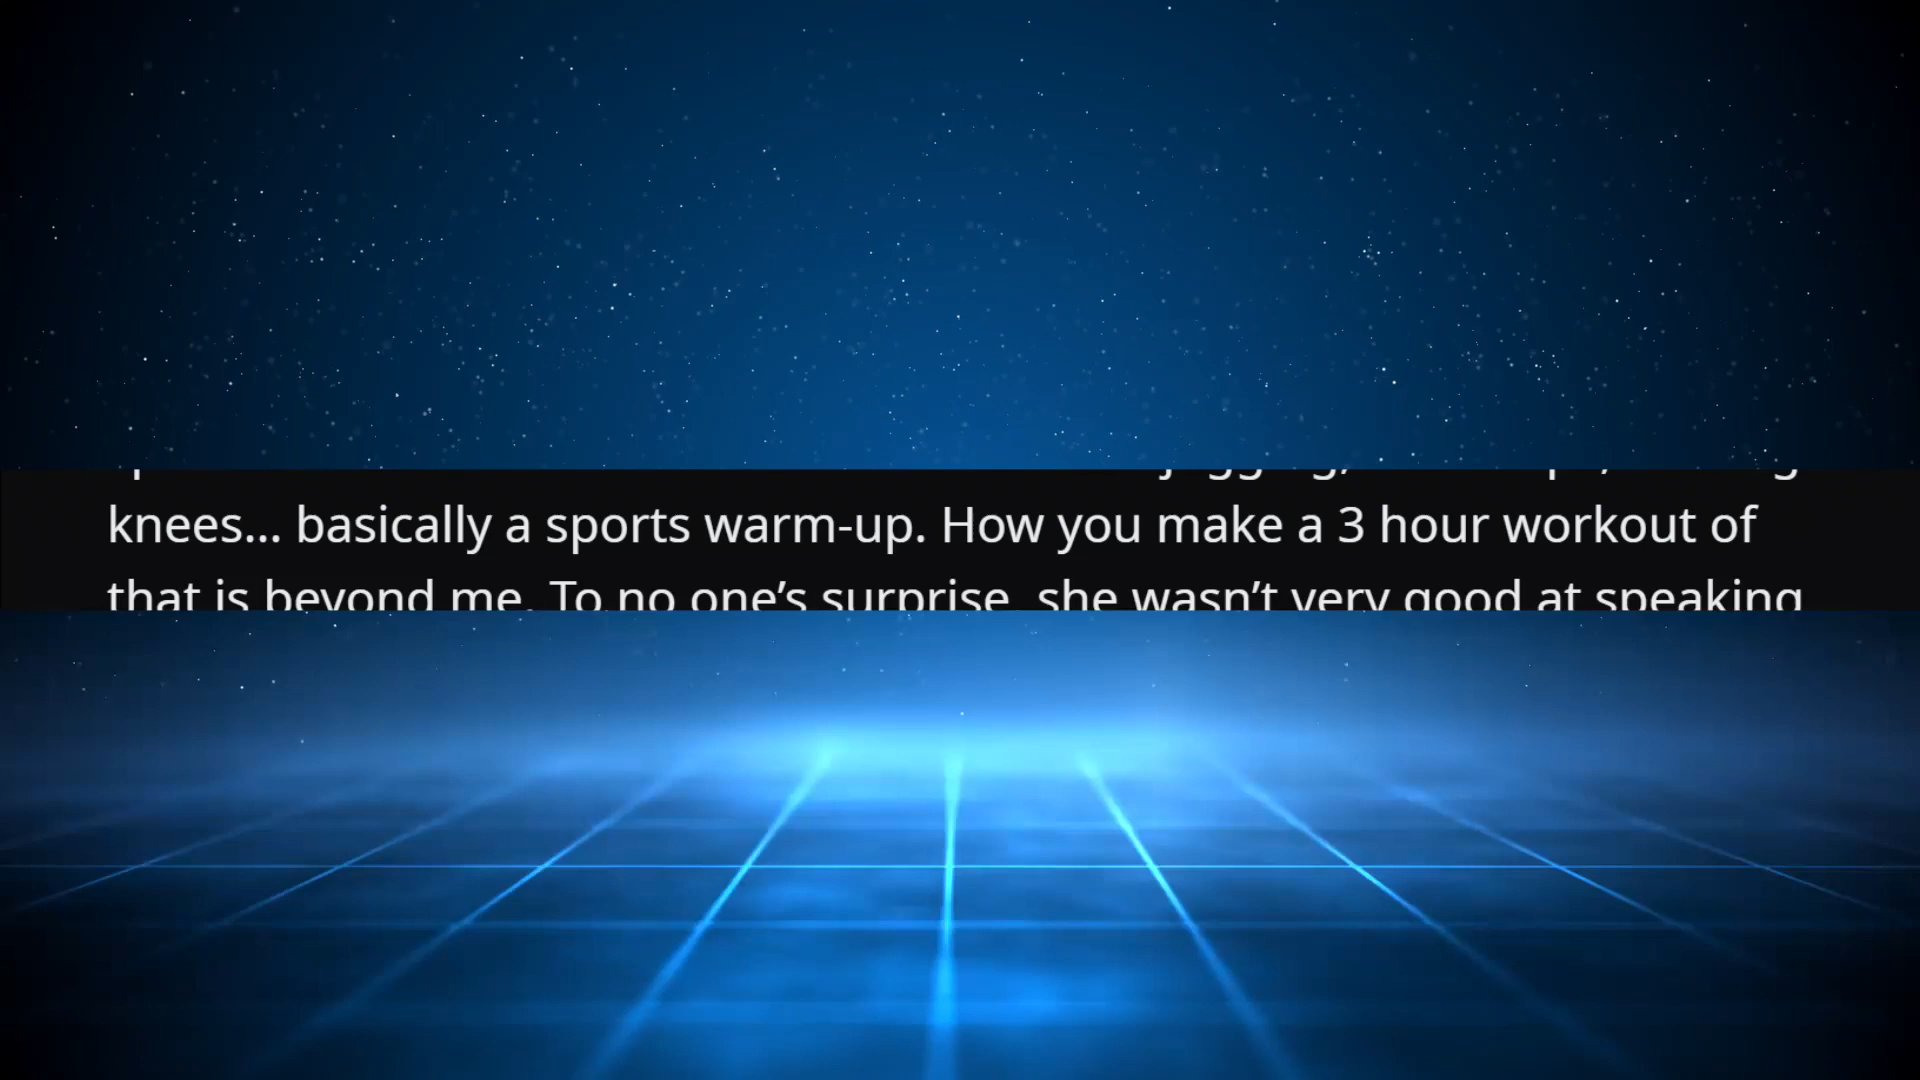 knees... basically a sports warm-up. How you make a 3 hour workout of
that is beyond me. To no one’s surprise, she wasn’t very good at speaking